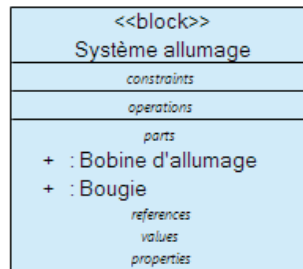 <<block>>
Système allumage
constraints
operations
parts
+ : Bobine d'allumage
+ : Bougie
references
values
properties